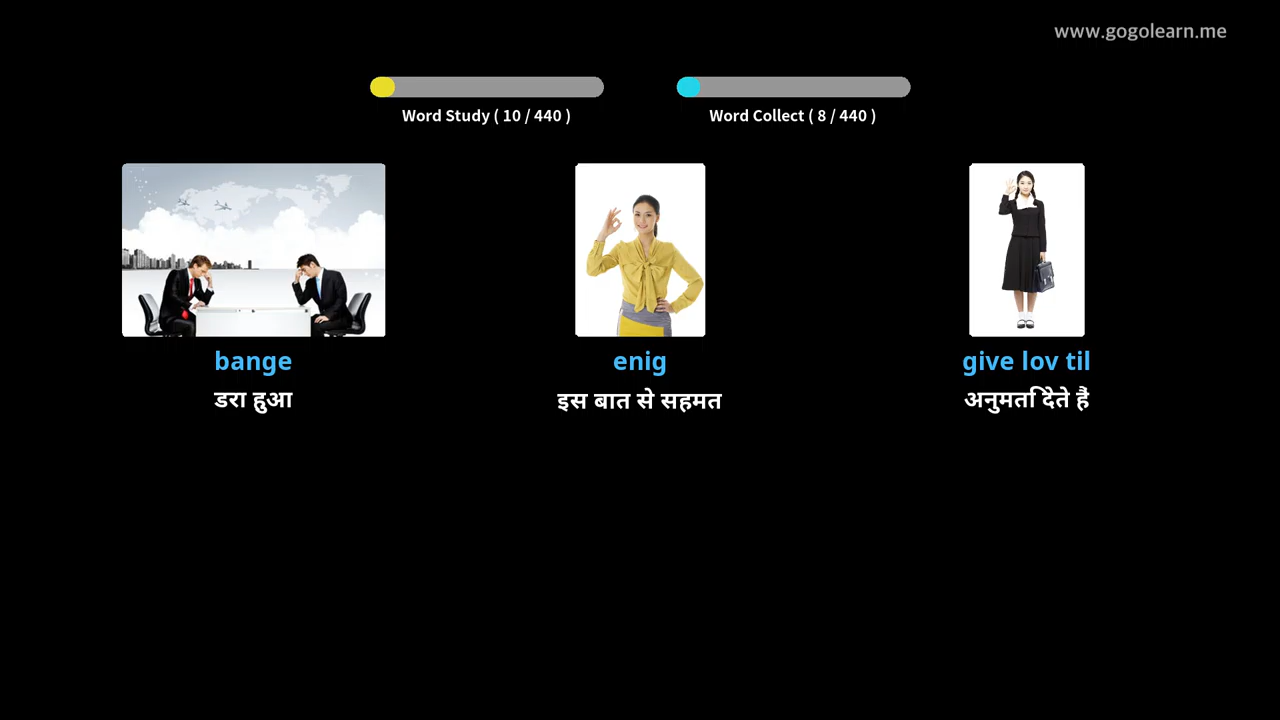 www.gogolearn.me
Word Study ( 10 / 440 )
Word Collect ( 8 / 440 )
bange
enig
give lov til
डरा हुआ
इस बात से सहमत
अनुमति देते हैं